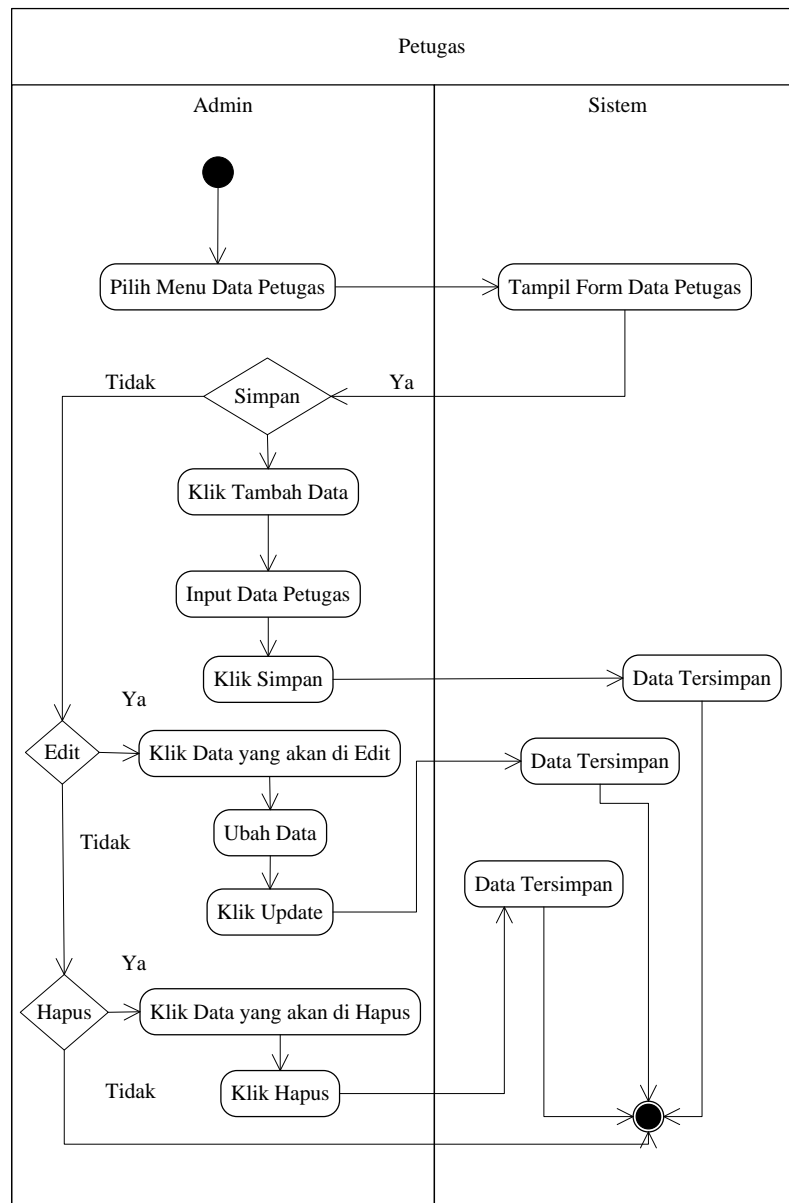 Petugas
Admin
Sistem
Pilih Menu Data Petugas
Tampil Form Data Petugas
Tidak
Simpan
Ya
Klik Tambah Data
Input Data Petugas
Klik Simpan
Data Tersimpan
Ya
Edit
Klik Data yang akan di Edit
Data Tersimpan
Ubah Data
Tidak
Klik Update
Data Tersimpan
Ya
Hapus
Klik Data yang akan di Hapus
Tidak
Klik Hapus